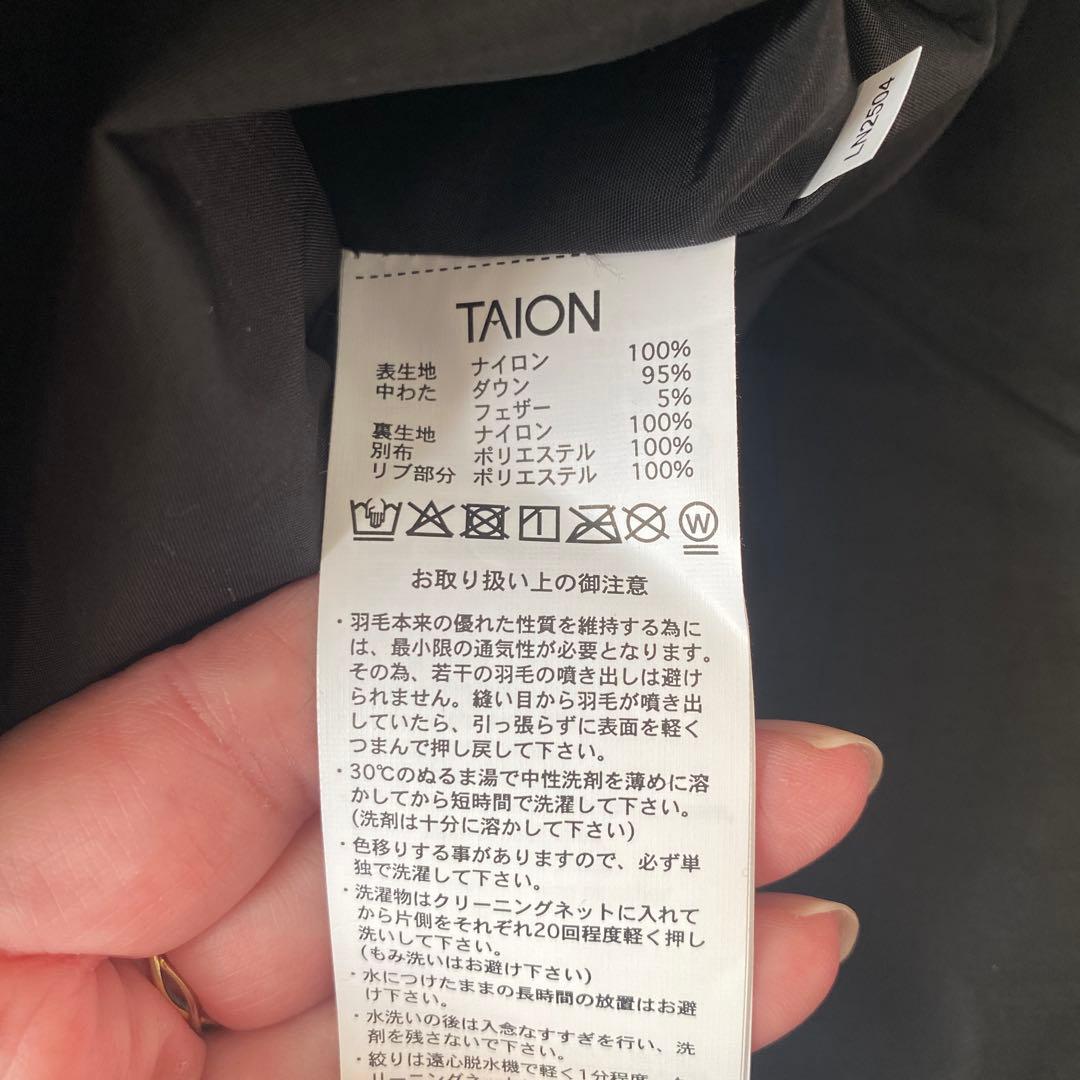 LN2504
TAION
表生地 ナイロン 100%
中わた ダウン 95%
フェザー 5%
裏生地 ナイロン 100%
別布 ポリエステル 100%
リブ部分 ポリエステル 100%
W
お取り扱い上の御注意
・羽毛本来の優れた性質を維持する為に
は、最小限の通気性が必要となります。
その為、若干の羽毛の噴き出しは避け
られません。縫い目から羽毛が噴き出
していたら、引っ張らずに表面を軽く
つまんで押し戻して下さい。
・30℃のぬるま湯で中性洗剤を薄めに溶
かしてから短時間で洗濯して下さい。
(洗剤は十分に溶かして下さい)
・色移りする事がありますので、必ず単
独で洗濯して下さい。
・洗濯物はクリーニングネットに入れて
から片側をそれぞれ20回程度軽く押し
洗いして下さい。
(もみ洗いはお避け下さい)
・水につけたままの長時間の放置はお避
け下さい。
・水洗いの後は入念なすすぎを行い、洗
剤を残さないで下さい。
・絞りは遠心脱水機で軽く1分程度、
リーニングネット